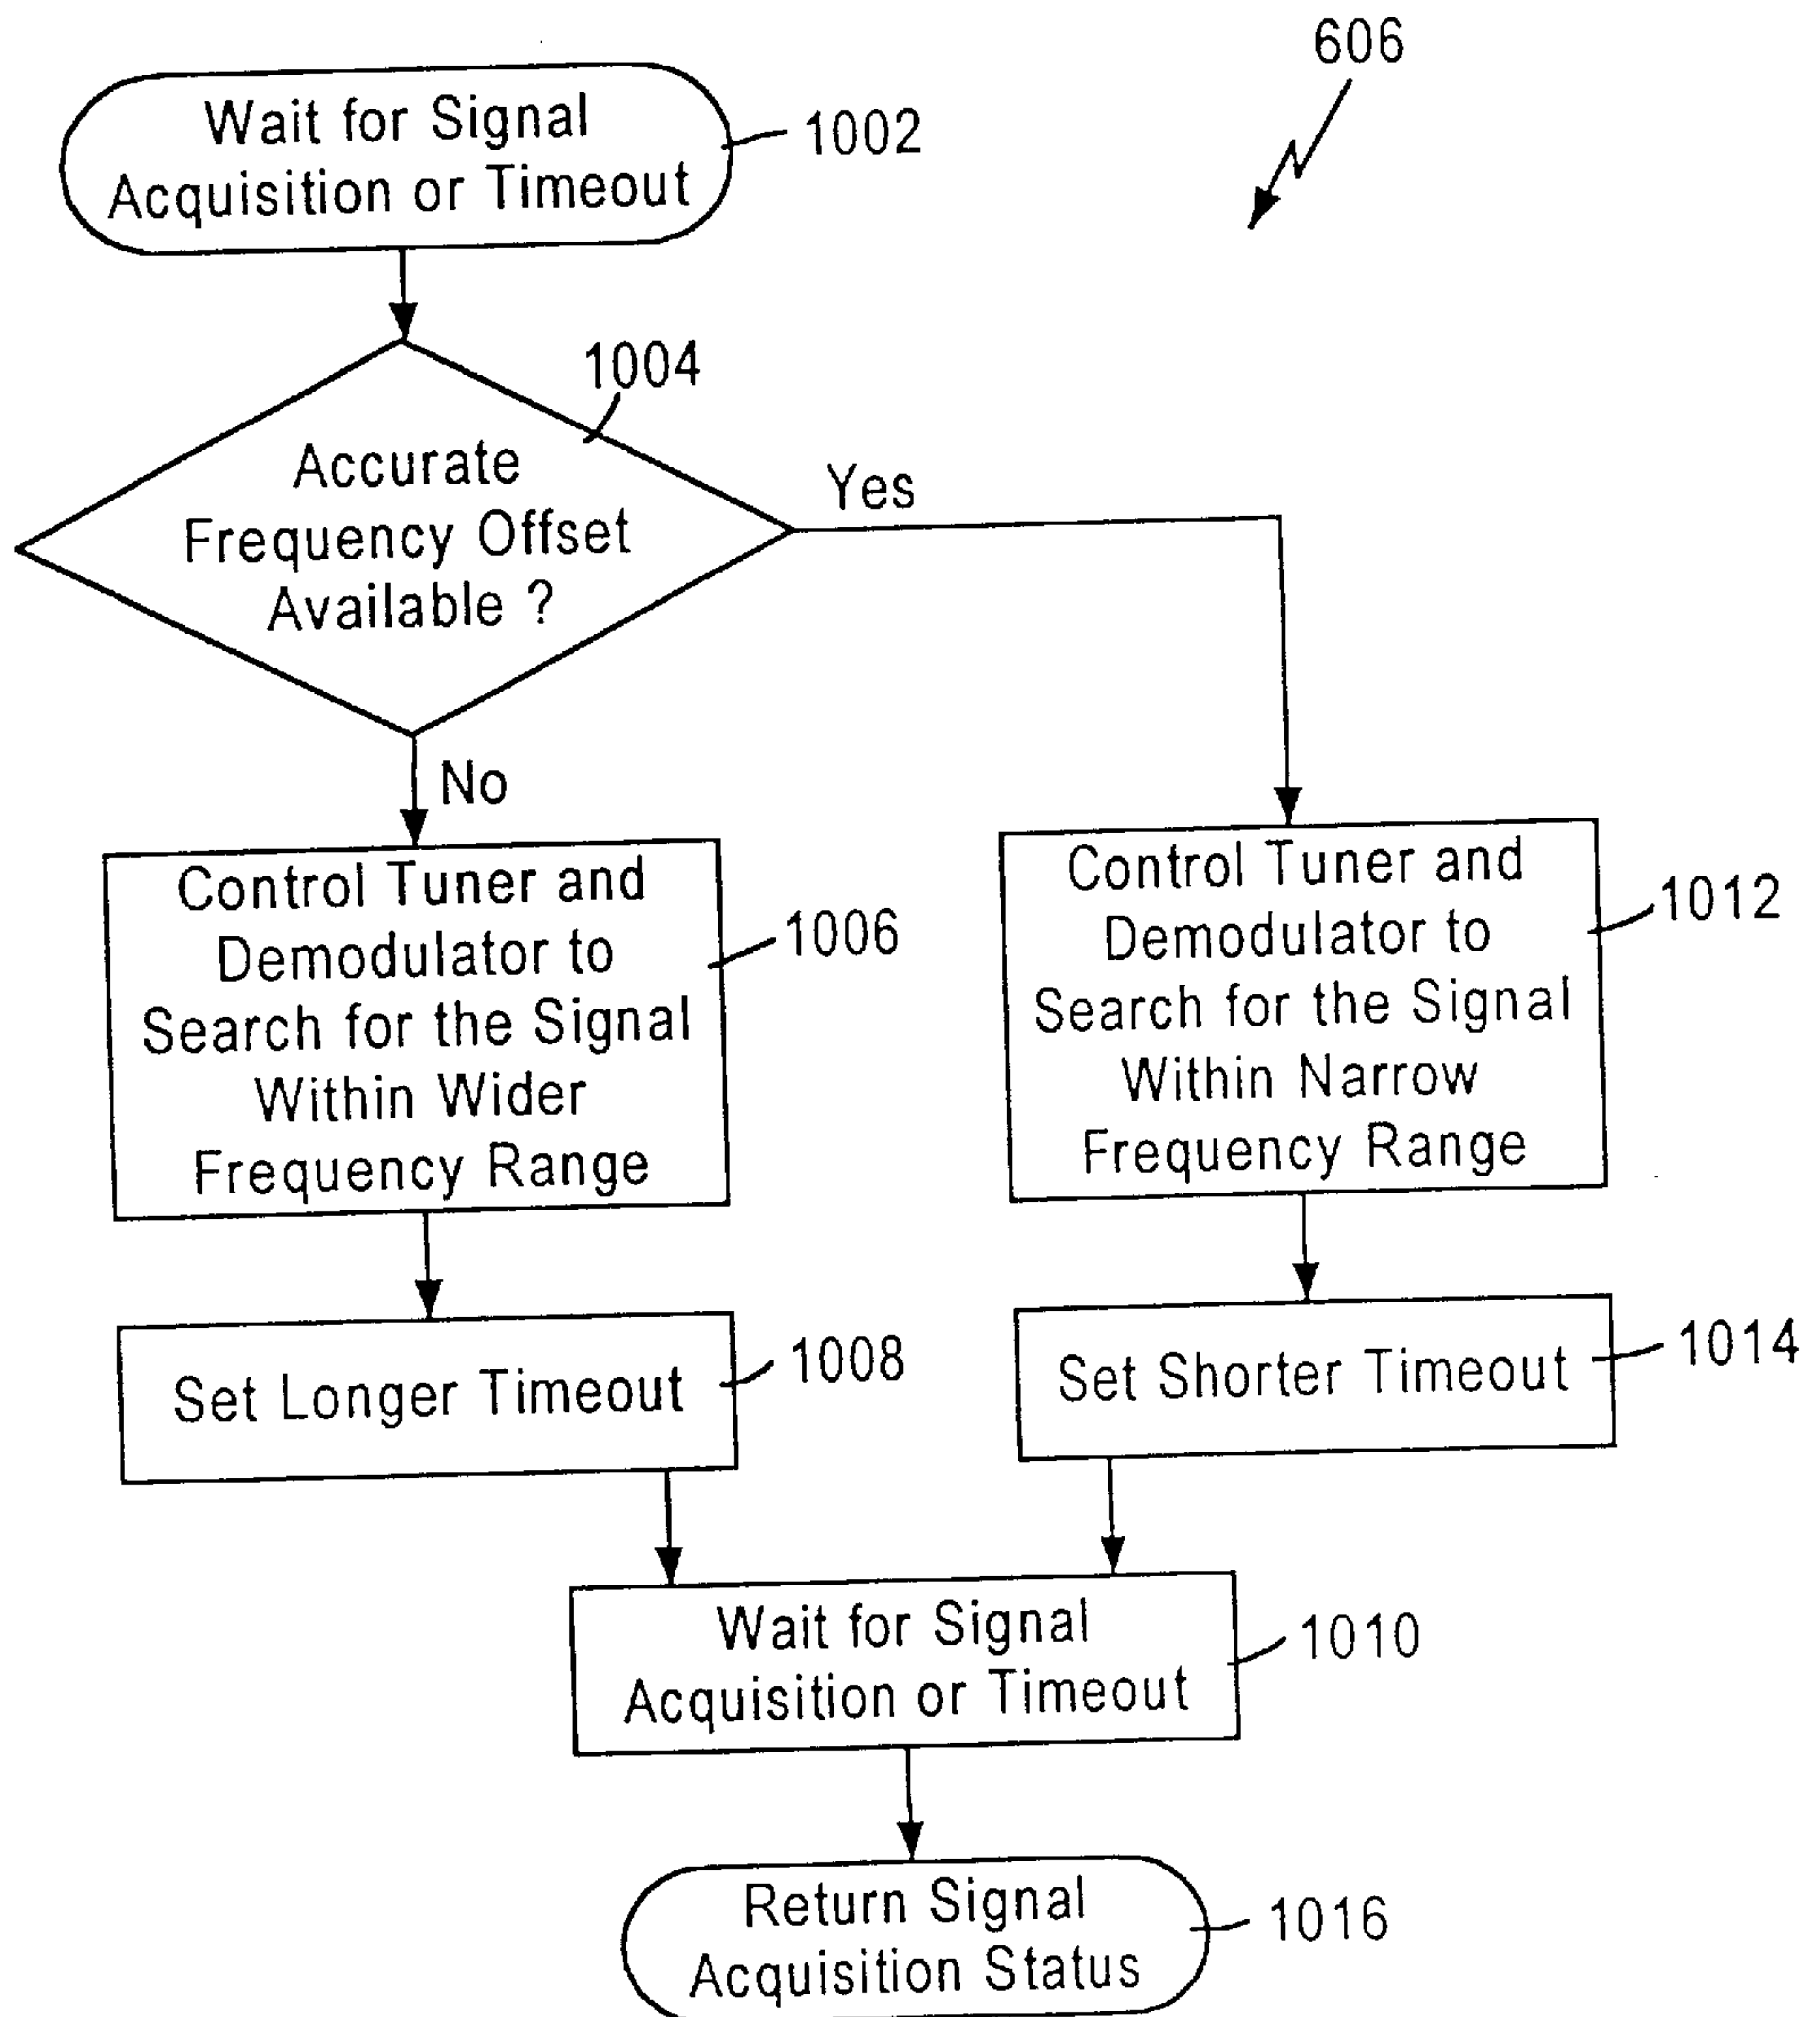 606
Wait for Signal
Acquisition or Timeout
1002
1004
Accurate
Frequency Offset
Available ?
Yes
No
Control Tuner and
Demodulator to
Search for the Signal
Within Wider
Frequency Range
1006
Control Tuner and
Demodulator to
Search for the Signal
Within Narrow
Frequency Range
1012
Set Longer Timeout
1008
Set Shorter Timeout
1014
Wait for Signal
Acquisition or Timeout
1010
Return Signal
Acquisition Status
1016